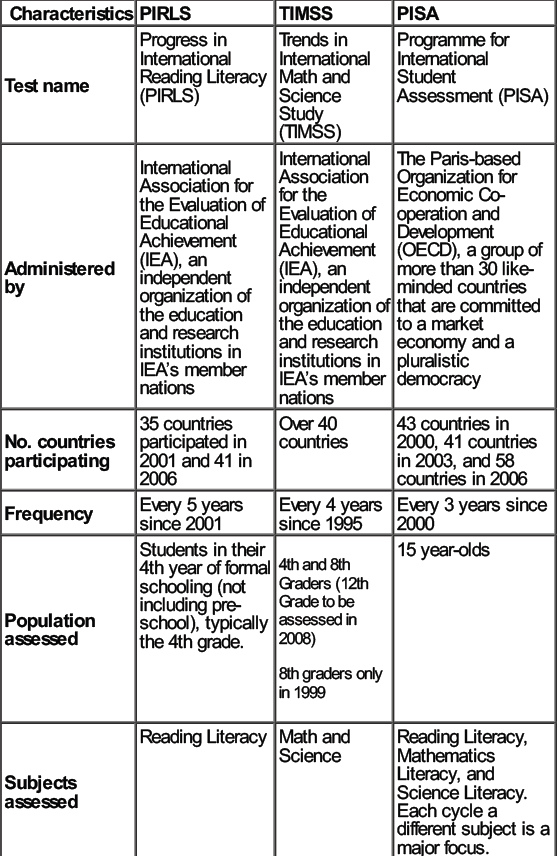 Characteristics PIRLS TIMSS PISA
Test name
Progress in
International
Reading Literacy
(PIRLS)
Trends in
International
Math and
Science
Study
(TIMSS)
Programme for
International
Student
Assessment (PISA)
Administered
by
International
Association for
the Evaluation of
Educational
Achievement
(IEA), an
independent
organization of
the education
and research
institutions in
IEA's member
nations
International
Association
for the
Evaluation of
Educational
Achievement
(IEA), an
independent
organization of
the education
and research
institutions in
IEA's member
nations
The Paris-based
Organization for
Economic Co-
operation and
Development
(OECD), a group of
more than 30 like-
minded countries
that are committed
to a market
economy and a
pluralistic
democracy
No. countries
participating
35 countries
participated in
2001 and 41 in
2006
Over 40
countries
43 countries in
2000, 41 countries
in 2003, and 58
countries in 2006
Frequency
Every 5 years
since 2001
Every 4 years
since 1995
Every 3 years since
2000
Population
assessed
Students in their
4th year of formal
schooling (not
including pre-
school), typically
the 4th grade.
4th and 8th
Graders (12th
Grade to be
assessed in
2008)
8th graders only
in 1999
15 year-olds
Subjects
assessed
Reading Literacy
Math and
Science
Reading Literacy,
Mathematics
Literacy, and
Science Literacy.
Each cycle a
different subject is a
major focus.